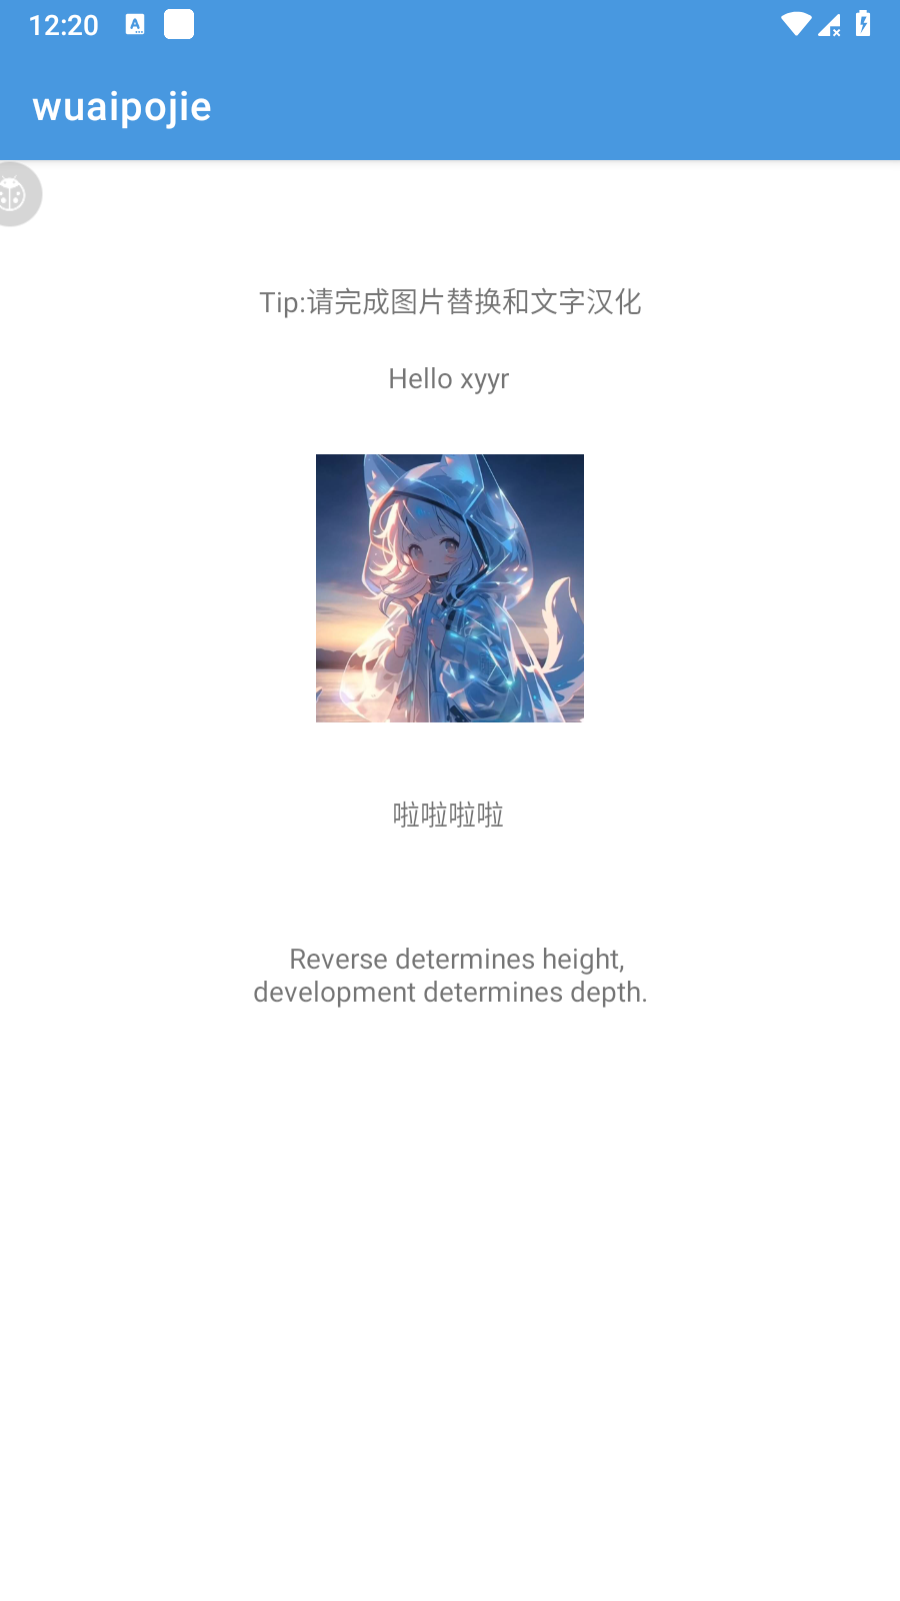 12:20
wuaipojie
Tip:请完成图片替换和文字汉化
Hello xyyr
啦啦啦啦
Reverse determines height,
development determines depth.